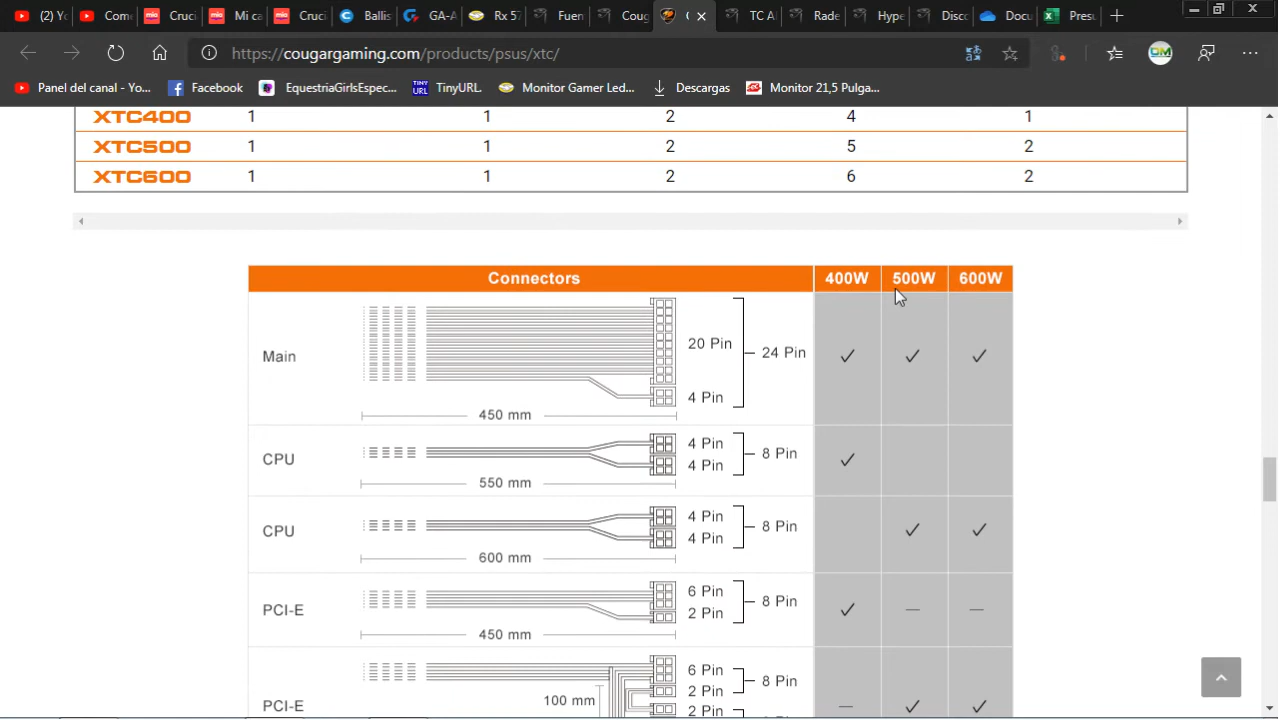 (2) Yo
Com
Cruci
Mi ca
Cruci
Ballis
GA-A
Rx 57
Fuen
Coug
TC A
Rade
Hype
Disco
Docu
Presu
https://cougargaming.com/products/psus/xtc/
Panel del canal - Yo...
Facebook
EquestriaGirlsEspec...
TinyURL
Monitor Gamer Led...
Descargas
Monitor 21,5 Pulga...
XTC400 1 1 2 4 1
XTC500 1 1 2 5 2
XTC600 1 1 2 6 2
Connectors 400W 500W 600W
Main
20 Pin
24 Pin
4 Pin
450 mm
CPU
4 Pin
4 Pin
8 Pin
550 mm
CPU
4 Pin
4 Pin
8 Pin
600 mm
PCI-E
6 Pin
2 Pin
8 Pin
450 mm
PCI-E
6 Pin
2 Pin
8 Pin
100 mm
2 Pin